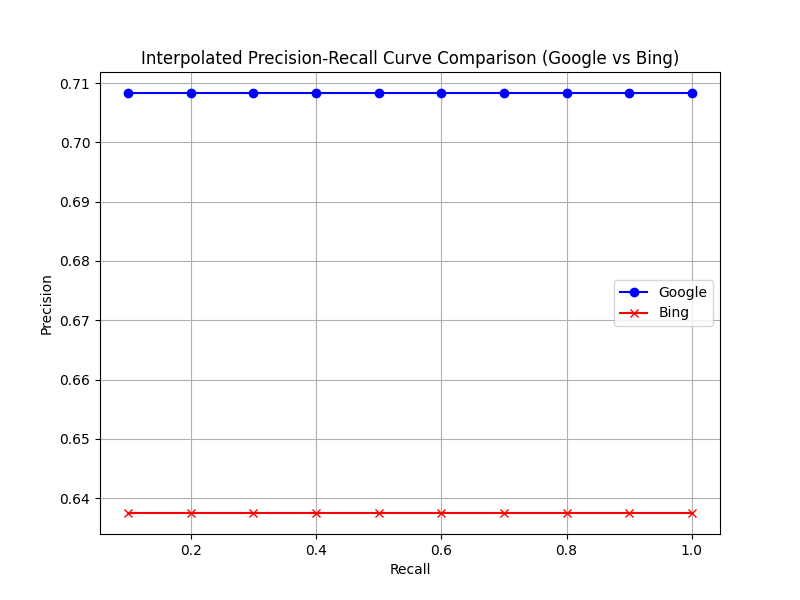 Interpolated Precision-Recall Curve Comparison (Google vs Bing)
0.71
0.70
0.69
0.68
0.67
0.66
0.65
0.64
Precision
Google
Bing
0.2 0.4 0.6 0.8 1.0
Recall